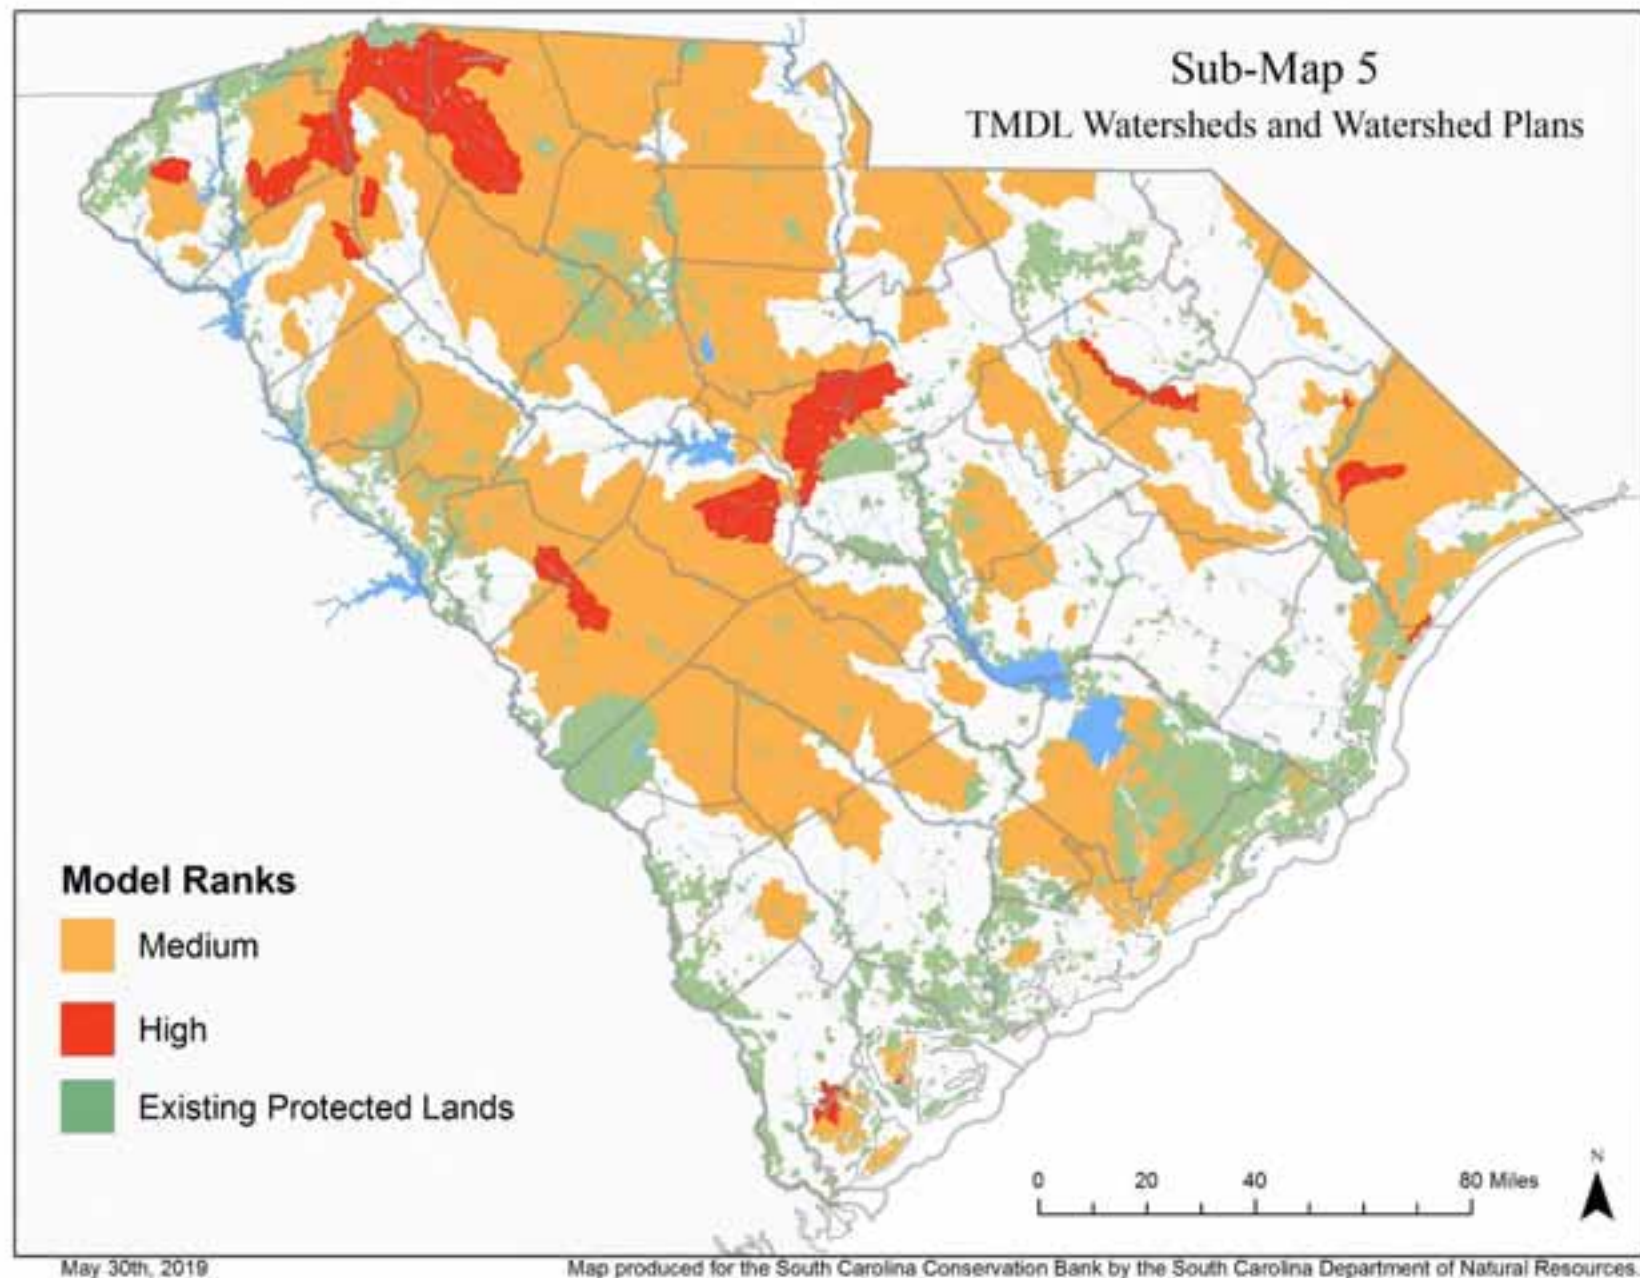 Sub-Map 5
TMDL Watersheds and Watershed Plans
Model Ranks
Medium
High
Existing Protected Lands
N
0 20 40 80 Miles
May 30th, 2019
Map produced for the South Carolina Conservation Bank by the South Carolina Department of Natural Resources.